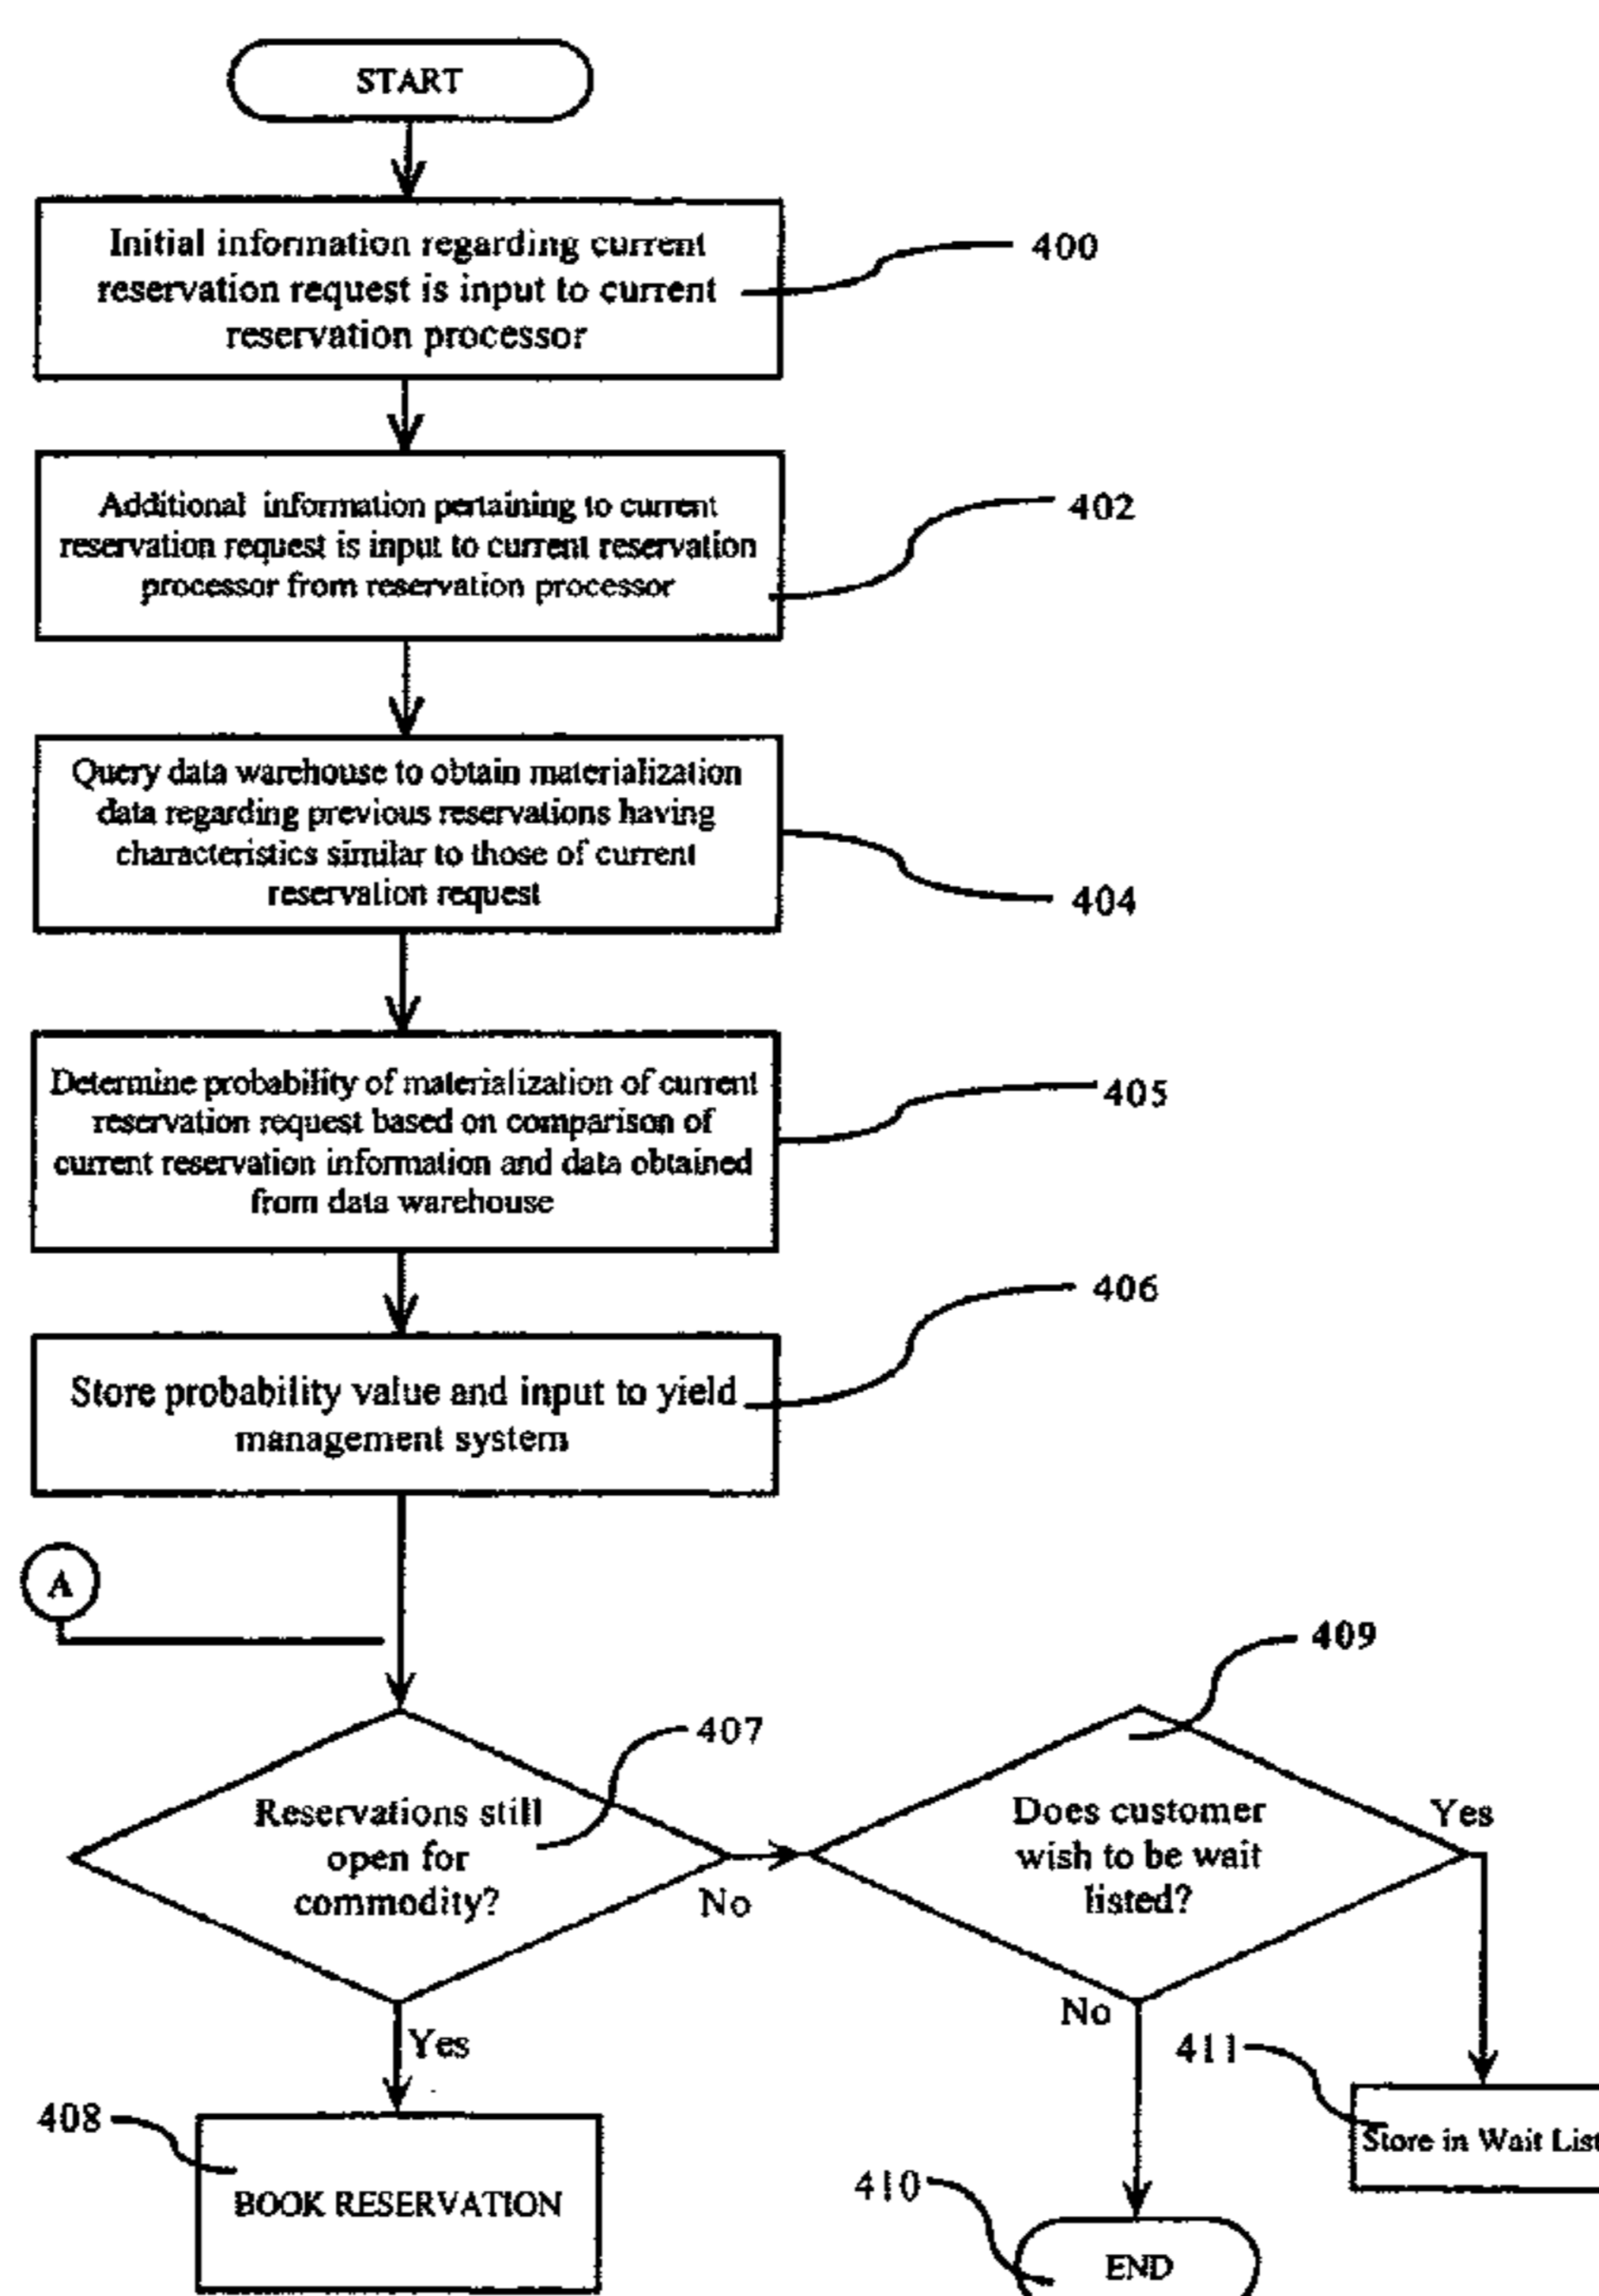 START
Initial information regarding current
reservation request is input to current
reservation processor
400
Additional information pertaining to current
reservation request is input to current reservation
processor from reservation processor
402
Query data warehouse to obtain materialization
data regarding previous reservations having
characteristics similar to those of current
reservation request
404
Determine probability of materialization of current
reservation request based on comparison of
current reservation information and data obtained
from data warehouse
405
406
Store probability value and input to yield
management system
A
409
407
Reservations still
open for
commodity?
No
Does customer
wish to be wait
listed?
Yes
Yes
No
411
Store in Wait List
408
BOOK RESERVATION
410
END